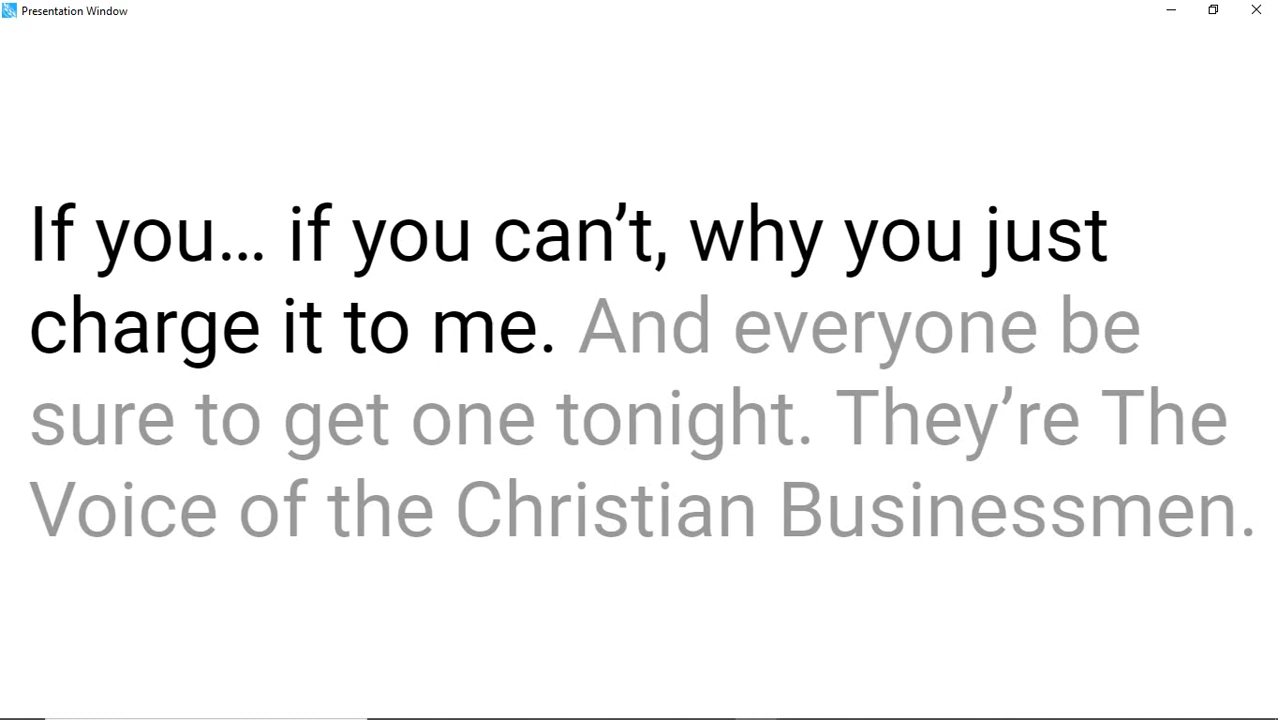 Presentation Window
If you… if you can’t, why you just
charge it to me. And everyone be
sure to get one tonight. They’re The
Voice of the Christian Businessmen.